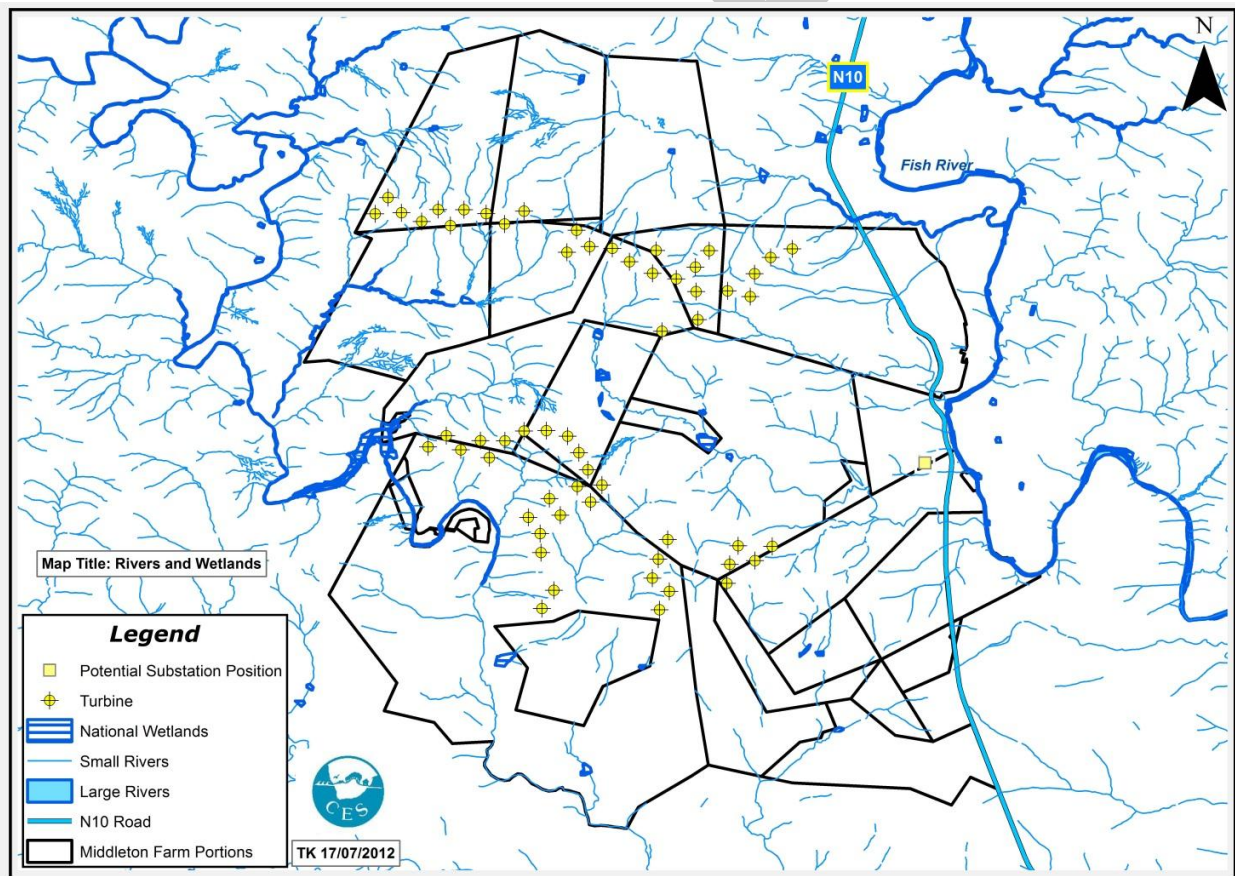 N
N10
Fish River
Map Title: Rivers and Wetlands
Legend
Potential Substation Position
Turbine
National Wetlands
Small Rivers
Large Rivers
N10 Road
Middleton Farm Portions
CES
TK 17/07/2012